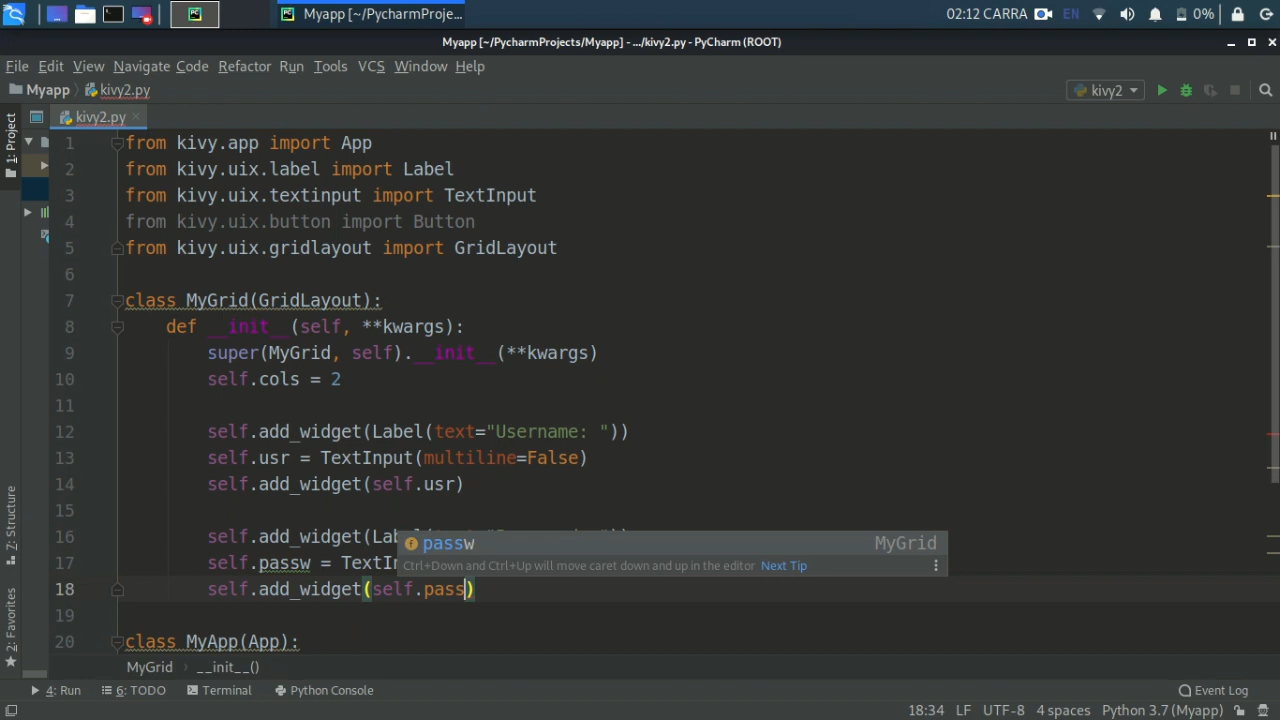 Myapp [~/PycharmProje...
02:12 CARRA EN 0%
Myapp [~/PycharmProjects/Myapp] - .../kivy2.py - PyCharm (ROOT)
File Edit View Navigate Code Refactor Run Tools VCS Window Help
Myapp kivy2.py kivy2
1: Project
kivy2.py
1 from kivy.app import App
2 from kivy.uix.label import Label
3 from kivy.uix.textinput import TextInput
4 from kivy.uix.button import Button
5 from kivy.uix.gridlayout import GridLayout
6
7 class MyGrid(GridLayout):
8 def __init__(self, **kwargs):
9 super(MyGrid, self).__init__(**kwargs)
10 self.cols = 2
11
12 self.add_widget(Label(text="Username: "))
13 self.usr = TextInput(multiline=False)
14 self.add_widget(self.usr)
15
16 self.add_widget(Lab
passw MyGrid
17 self.passw = TextIn
Ctrl+Down and Ctrl+Up will move caret down and up in the editor Next Tip
18 self.add_widget(self.pass)
19
20 class MyApp(App):
7: Structure
2: Favorites
MyGrid __init__()
4: Run 6: TODO Terminal Python Console Event Log
18:34 LF UTF-8 4 spaces Python 3.7 (Myapp)